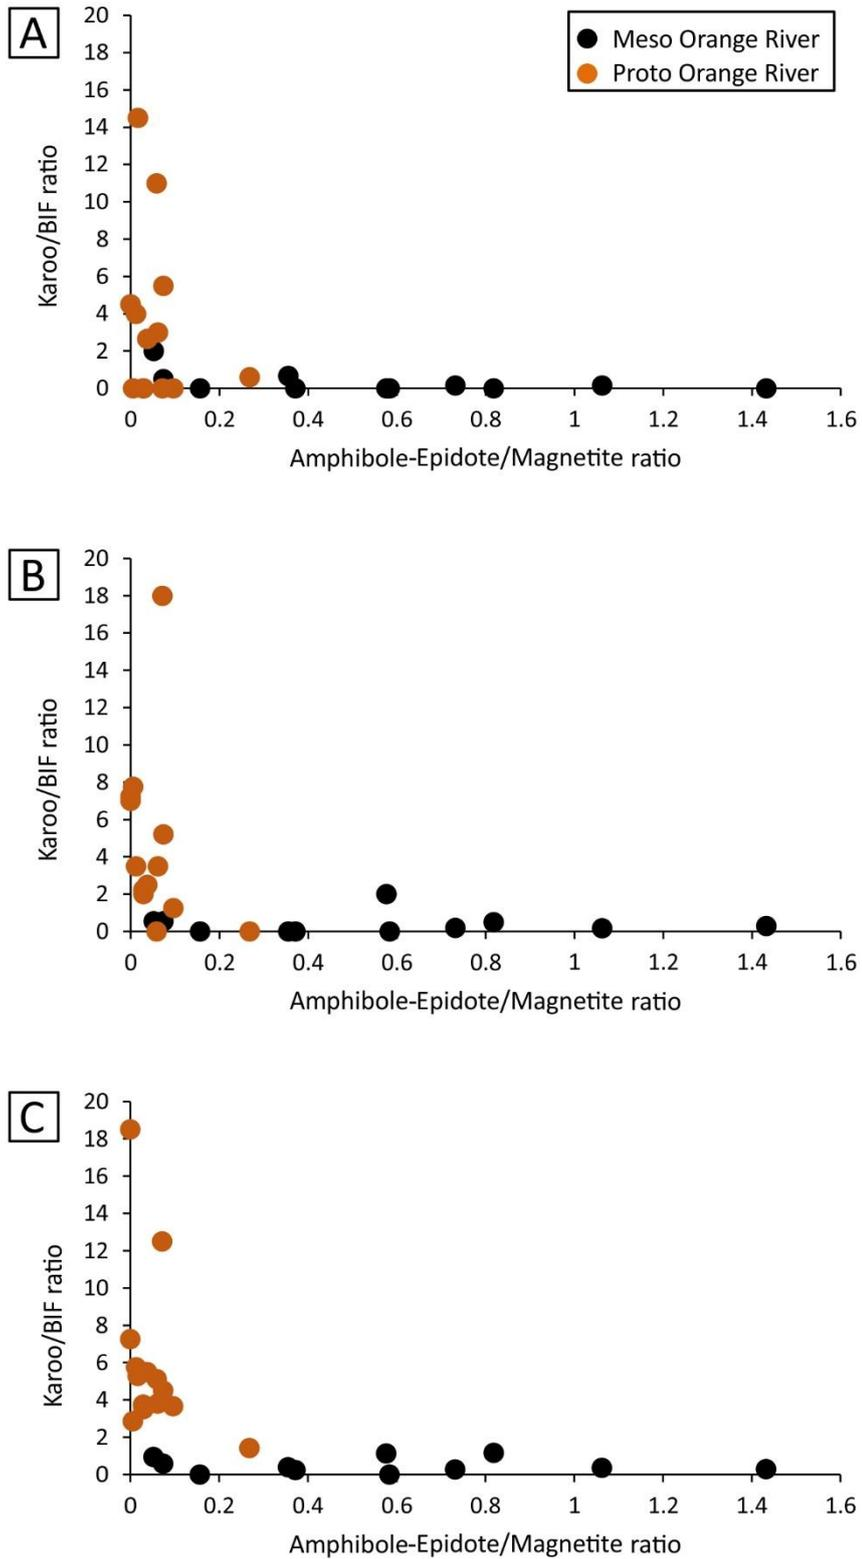 A
Meso Orange River
Proto Orange River
20
18
16
14
12
10
8
6
4
2
0
Karoo/BIF ratio
0 0.2 0.4 0.6 0.8 1 1.2 1.4 1.6
Amphibole-Epidote/Magnetite ratio
B
20
18
16
14
12
10
8
6
4
2
0
Karoo/BIF ratio
0 0.2 0.4 0.6 0.8 1 1.2 1.4 1.6
Amphibole-Epidote/Magnetite ratio
C
20
18
16
14
12
10
8
6
4
2
0
Karoo/BIF ratio
0 0.2 0.4 0.6 0.8 1 1.2 1.4 1.6
Amphibole-Epidote/Magnetite ratio